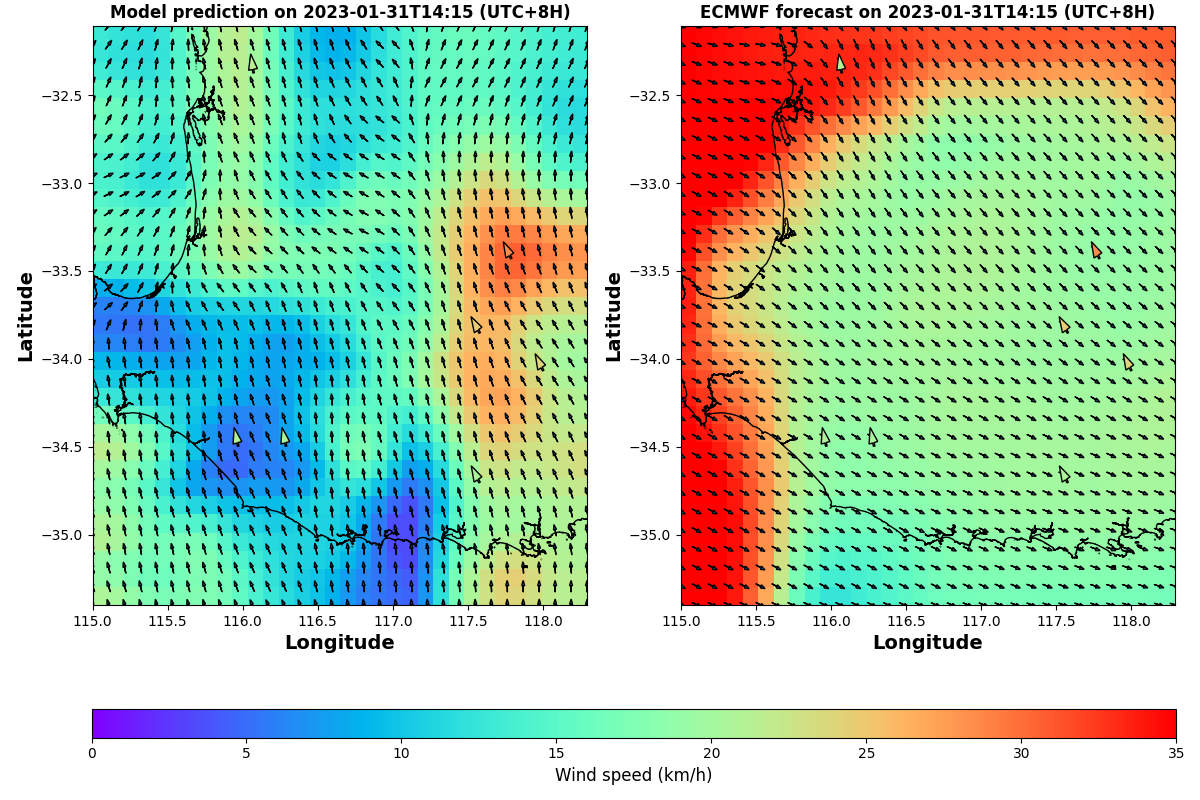 Model prediction on 2023-01-31T14:15 (UTC+8H)
ECMWF forecast on 2023-01-31T14:15 (UTC+8H)
Latitude
−32.5
−33.0
−33.5
−34.0
−34.5
−35.0
115.0 115.5 116.0 116.5 117.0 117.5 118.0
Longitude
Latitude
−32.5
−33.0
−33.5
−34.0
−34.5
−35.0
115.0 115.5 116.0 116.5 117.0 117.5 118.0
Longitude
0 5 10 15 20 25 30 35
Wind speed (km/h)